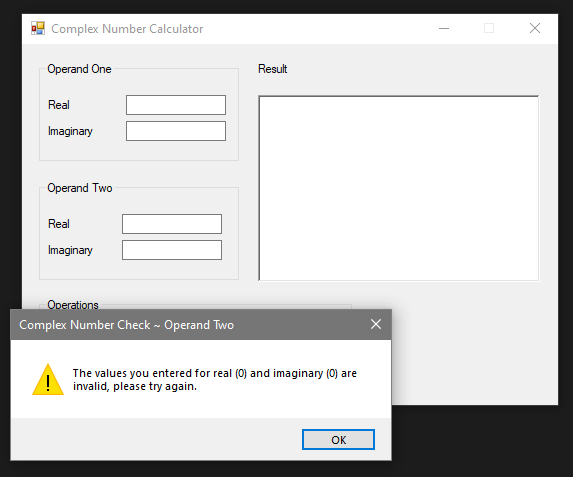 Complex Number Calculator
Operand One
Result
Real
Imaginary
Operand Two
Real
Imaginary
Operations
Complex Number Check ~ Operand Two
The values you entered for real (0) and imaginary (0) are
invalid, please try again.
OK